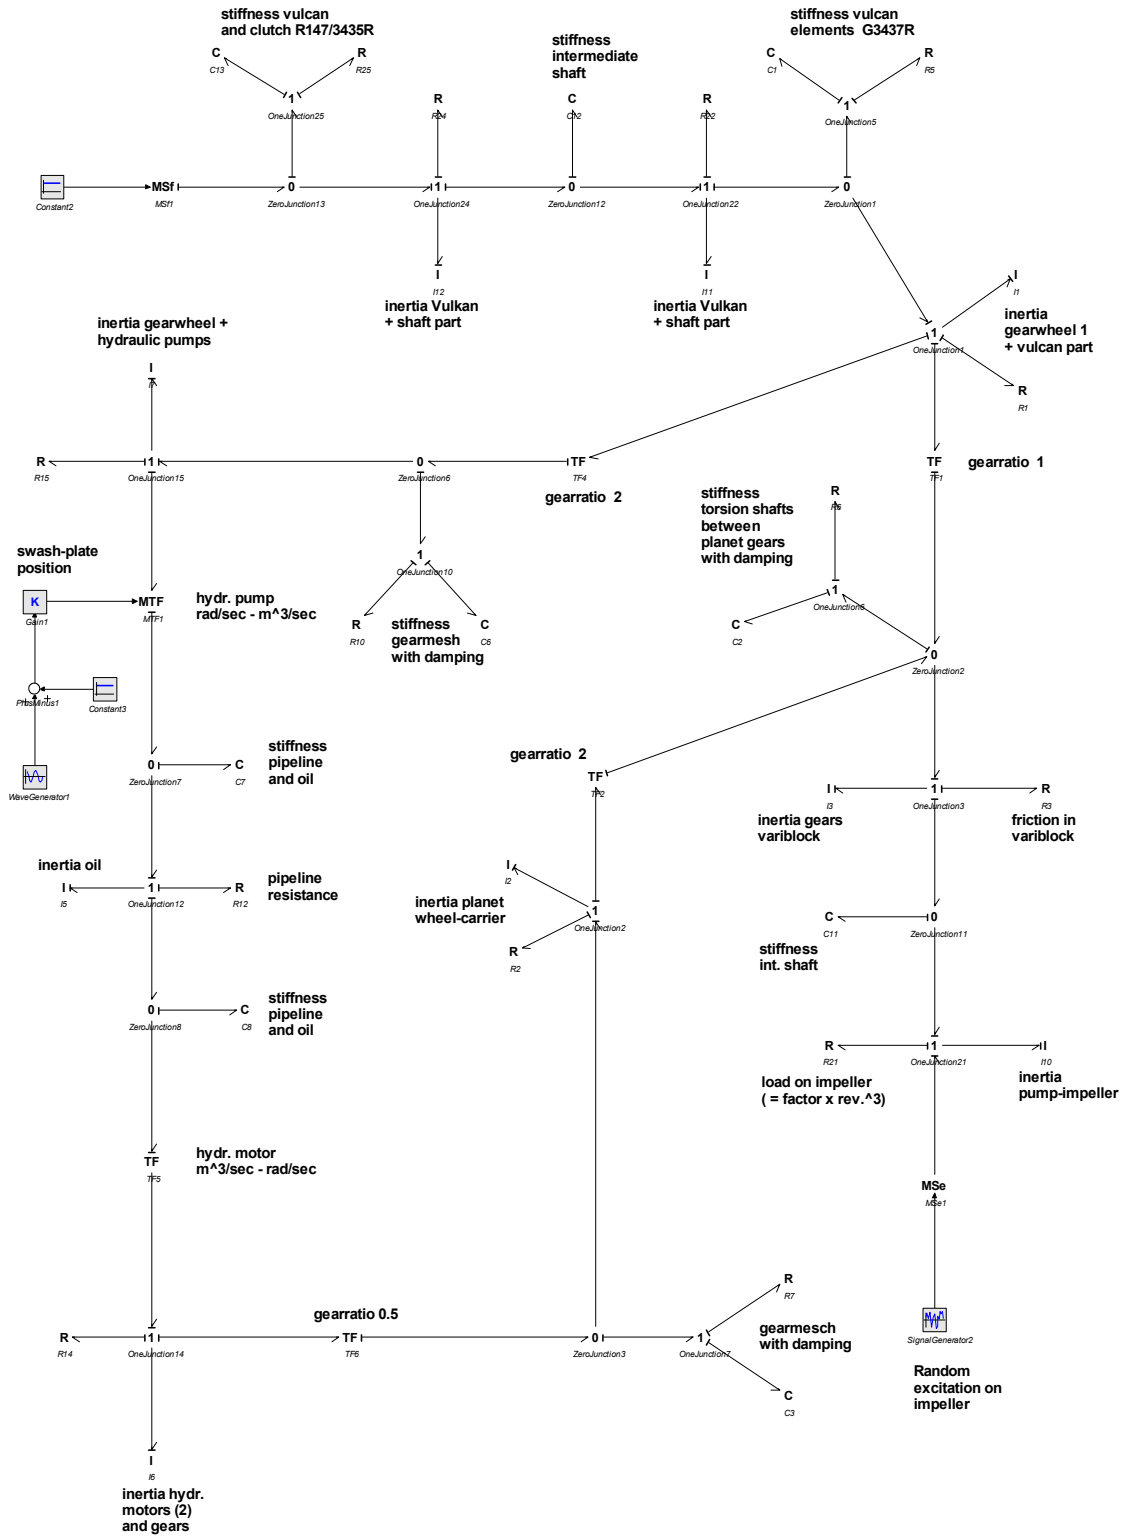 stiffness vulcan
and clutch R147/3435R
stiffness vulcan
elements G3437R
stiffness
intermediate
shaft
C
C13
R
R25
C
C1
R
R5
1
OneJunction25
R
R24
C
C12
R
R22
1
OneJunction5
Constant2
MSf
MSf1
0
ZeroJunction13
1
OneJunction24
0
ZeroJunction12
1
OneJunction22
0
ZeroJunction1
I
I12
inertia Vulkan
+ shaft part
I
I11
inertia Vulkan
+ shaft part
I
I1
inertia
gearwheel 1
+ vulcan part
inertia gearwheel +
hydraulic pumps
1
OneJunction1
I
R
R1
R
R15
1
OneJunction15
0
ZeroJunction6
TF
TF4
gearratio 2
TF
TF1
gearratio 1
stiffness
torsion shafts
between
planet gears
with damping
R
R6
swash-plate
position
1
OneJunction10
K
Gain1
MTF
MTF1
hydr. pump
rad/sec - m^3/sec
R
R10
stiffness
gearmesh
with damping
C
C6
1
OneJunction6
C
C2
0
ZeroJunction2
PlusMinus1
Constant3
WaveGenerator1
0
ZeroJunction7
C
C7
stiffness
pipeline
and oil
gearratio 2
TF
TF2
I
I3
1
OneJunction3
R
R3
inertia gears
variblock
friction in
variblock
inertia oil
I
I5
1
OneJunction12
R
R12
pipeline
resistance
I
I2
inertia planet
wheel-carrier
1
OneJunction2
R
R2
C
C11
0
ZeroJunction11
stiffness
int. shaft
0
ZeroJunction8
C
C8
stiffness
pipeline
and oil
R
R21
1
OneJunction21
I
I10
load on impeller
( = factor x rev.^3)
inertia
pump-impeller
TF
TF5
hydr. motor
m^3/sec - rad/sec
MSe
MSe1
gearratio 0.5
R
R14
1
OneJunction14
TF
TF6
0
ZeroJunction3
1
OneJunction7
R
R7
gearmesch
with damping
C
C3
SignalGenerator2
Random
excitation on
impeller
I
I6
inertia hydr.
motors (2)
and gears